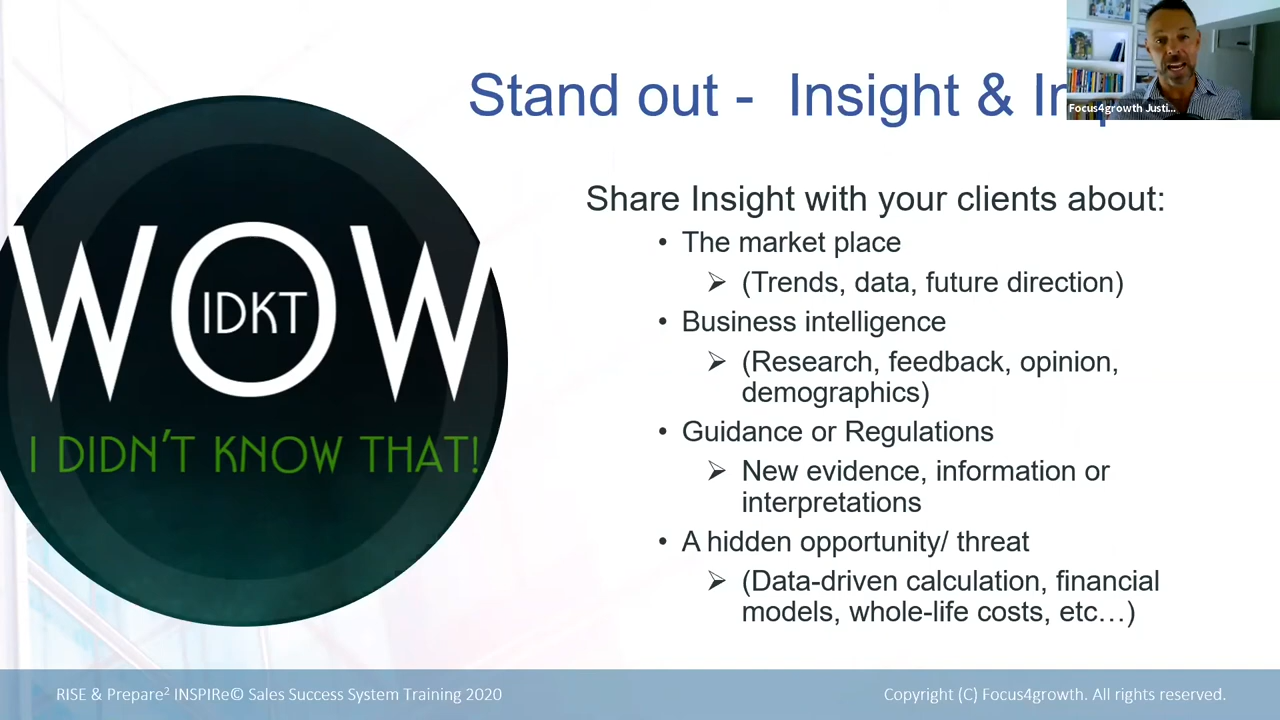 Stand out - Insight &
Focus4growth Justi...
Share Insight with your clients about:
• The market place
➢ (Trends, data, future direction)
• Business intelligence
➢ (Research, feedback, opinion,
demographics)
• Guidance or Regulations
➢ New evidence, information or
interpretations
• A hidden opportunity/ threat
➢ (Data-driven calculation, financial
models, whole-life costs, etc…)
WOW
IDKT
I DIDN'T KNOW THAT!
RISE & Prepare² INSPIRe© Sales Success System Training 2020
Copyright (C) Focus4growth. All rights reserved.